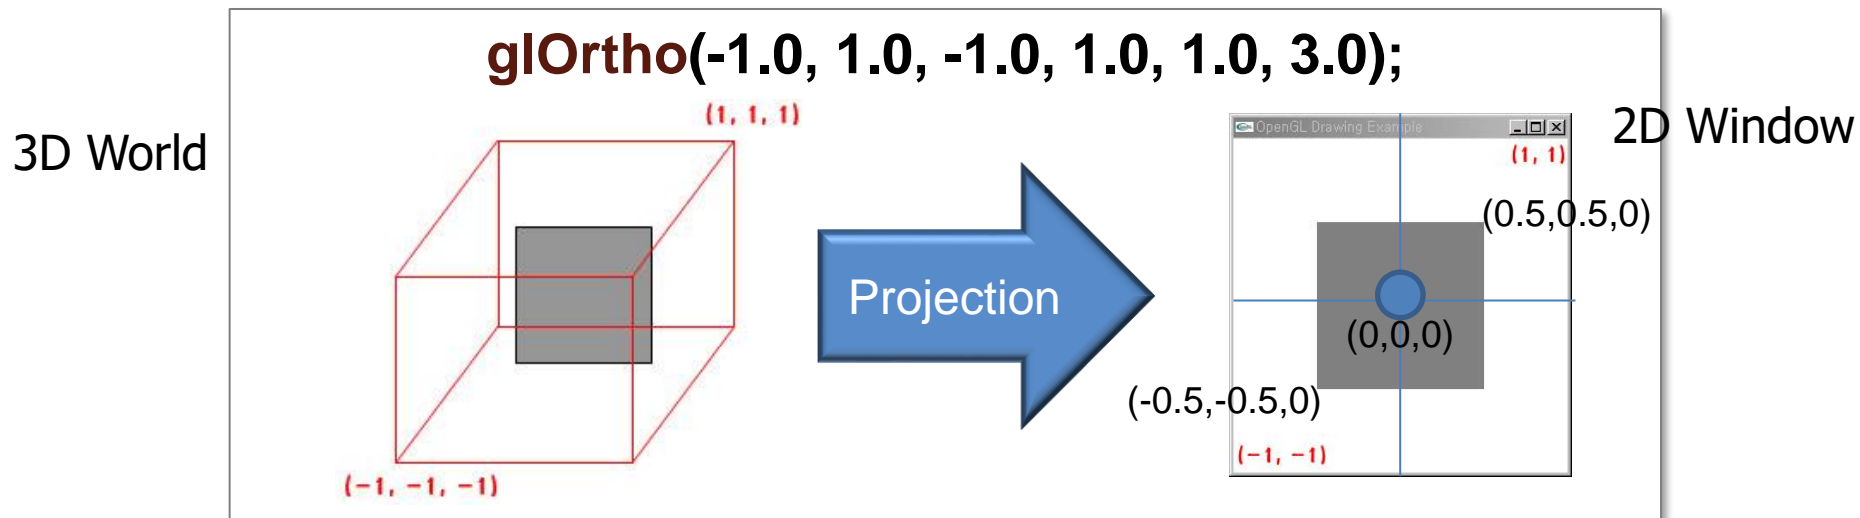 glOrtho(-1.0, 1.0, -1.0, 1.0, 1.0, 3.0);
3D World
(1, 1, 1)
(-1, -1, -1)
Projection
2D Window
OpenGL Drawing Example
(1, 1)
(0.5,0.5,0)
(0,0,0)
(-0.5,-0.5,0)
(-1, -1)